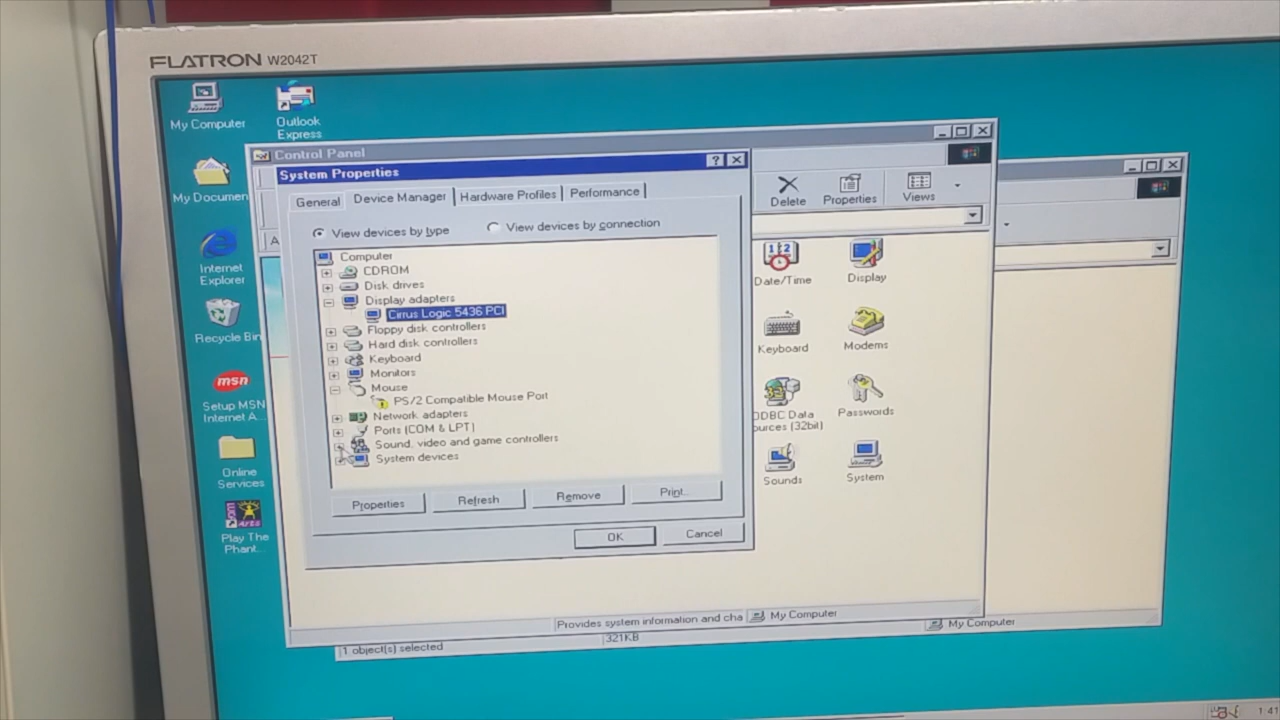 FLATRON W2042T
My Computer
Outlook
Express
My Documen
Internet
Explorer
Recycle Bin
msn
Setup MSN
Internet A...
Online
Services
Play The
Phant...
Control Panel
System Properties
General
Device Manager
Hardware Profiles
Performance
View devices by type
View devices by connection
Computer
CDROM
Disk drives
Display adapters
Cirrus Logic 5436 PCI
Floppy disk controllers
Hard disk controllers
Keyboard
Monitors
Mouse
PS/2 Compatible Mouse Port
Network adapters
Ports (COM & LPT)
Sound, video and game controllers
System devices
Properties
Refresh
Remove
Print...
OK
Cancel
Delete
Properties
Views
Date/Time
Display
Keyboard
Modems
ODBC Data
ources (32bit)
Passwords
Sounds
System
Provides system information and cha
My Computer
1 object(s) selected
321KB
My Computer
1:41